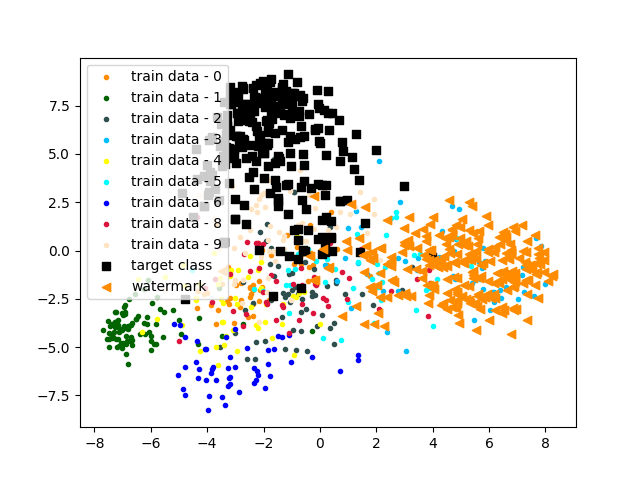 train data - 0
train data - 1
train data - 2
train data - 3
train data - 4
train data - 5
train data - 6
train data - 8
train data - 9
target class
watermark
7.5
5.0
2.5
0.0
−2.5
−5.0
−7.5
−8 −6 −4 −2 0 2 4 6 8